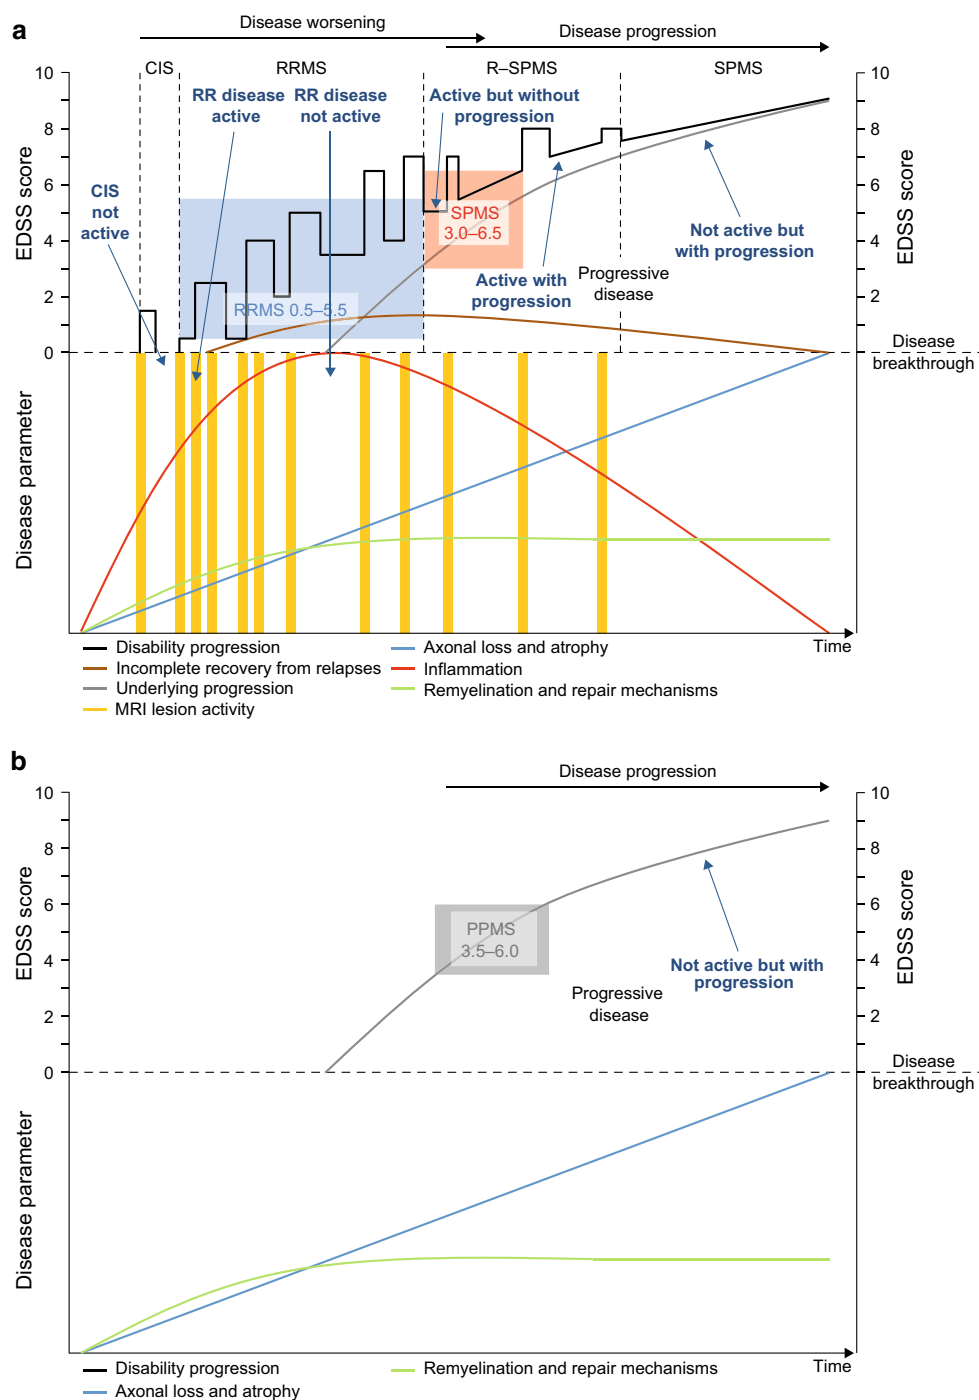 a
Disease worsening
Disease progression
CIS
RRMS
R–SPMS
SPMS
10
8
6
4
2
0
EDSS score
10
8
6
4
2
EDSS score
RR disease
active
RR disease
not active
Active but without
progression
CIS
not
active
SPMS
3.0–6.5
Not active but
with progression
Active with
progression
Progressive
disease
RRMS 0.5–5.5
Disease
breakthrough
Disease parameter
Time
Disability progression
Incomplete recovery from relapses
Underlying progression
MRI lesion activity
Axonal loss and atrophy
Inflammation
Remyelination and repair mechanisms
b
Disease progression
10
8
6
4
2
0
EDSS score
10
8
6
4
2
EDSS score
PPMS
3.5–6.0
Not active but with
progression
Progressive
disease
Disease
breakthrough
Disease parameter
Time
Disability progression
Axonal loss and atrophy
Remyelination and repair mechanisms